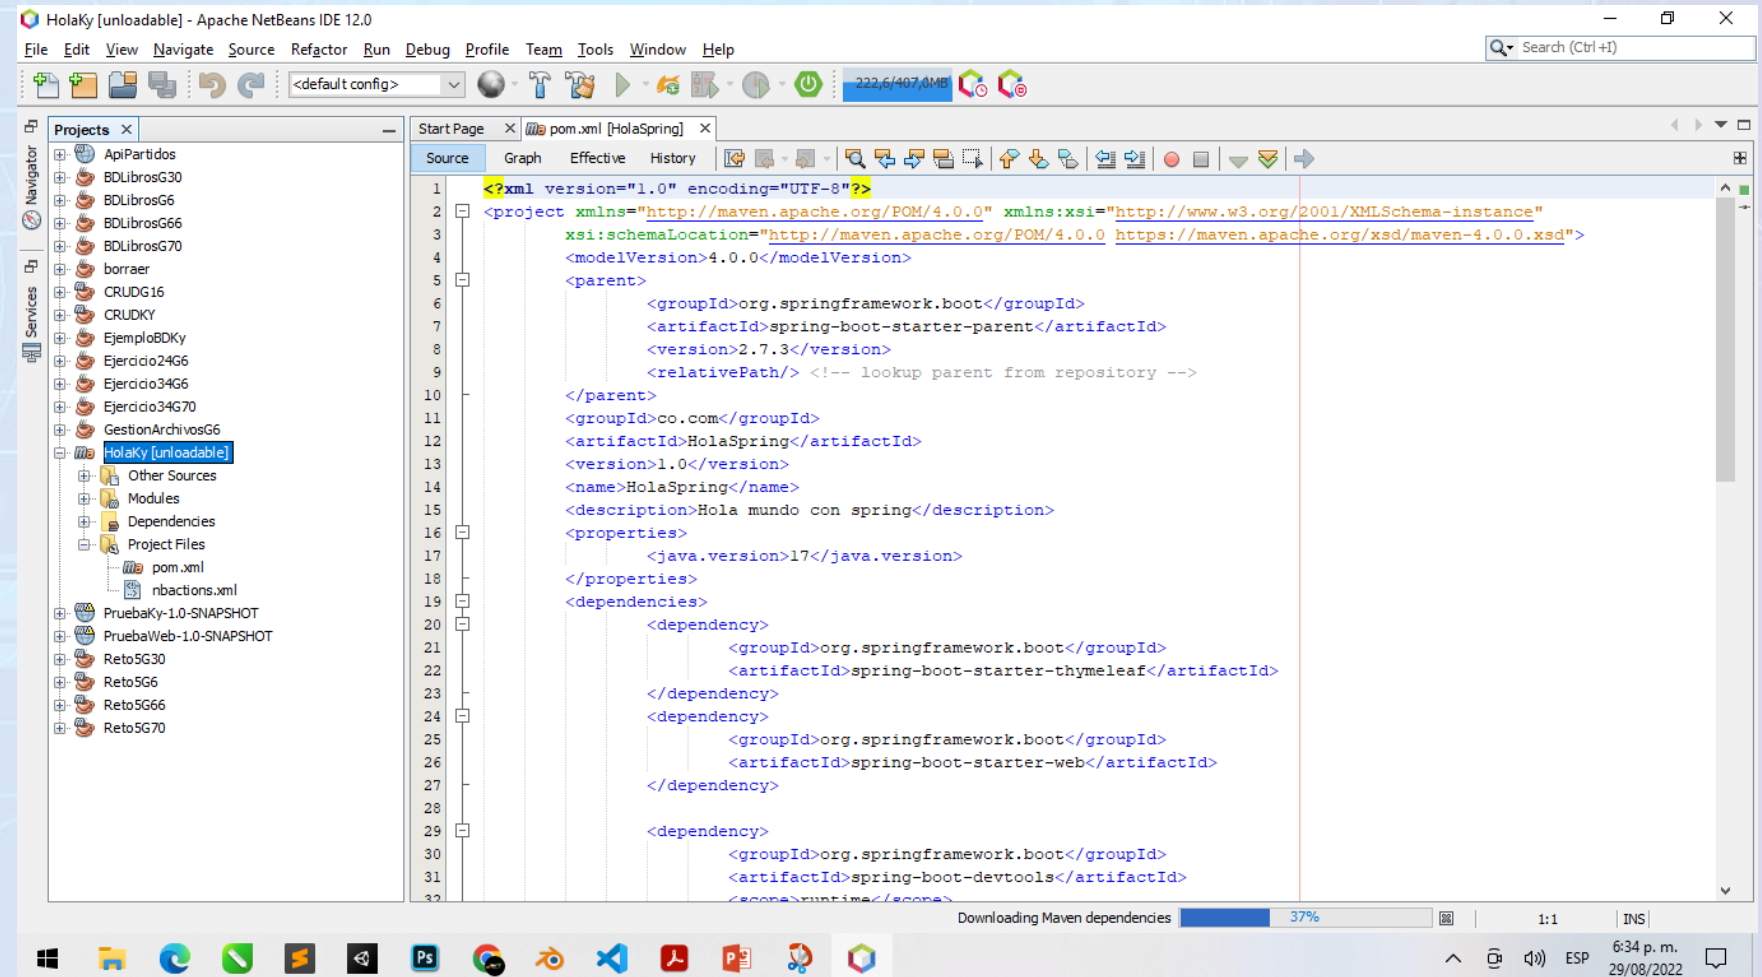 HolaKy [unloadable] - Apache NetBeans IDE 12.0
File Edit View Navigate Source Refactor Run Debug Profile Team Tools Window Help
Search (Ctrl+I)
<default config>
222,6/407,0MB
Navigator
Services
Projects
ApiPartidos
BDLibrosG30
BDLibrosG6
BDLibrosG66
BDLibrosG70
borraer
CRUDG16
CRUDKY
EjemploBDKy
Ejercicio24G6
Ejercicio34G6
Ejercicio34G70
GestionArchivosG6
HolaKy [unloadable]
Other Sources
Modules
Dependencies
Project Files
pom.xml
nbactions.xml
PruebaKy-1.0-SNAPSHOT
PruebaWeb-1.0-SNAPSHOT
Reto5G30
Reto5G6
Reto5G66
Reto5G70
Start Page pom.xml [HolaSpring]
Source Graph Effective History
1 <?xml version="1.0" encoding="UTF-8"?>
2 <project xmlns="http://maven.apache.org/POM/4.0.0" xmlns:xsi="http://www.w3.org/2001/XMLSchema-instance"
3 xsi:schemaLocation="http://maven.apache.org/POM/4.0.0 https://maven.apache.org/xsd/maven-4.0.0.xsd">
4 <modelVersion>4.0.0</modelVersion>
5 <parent>
6 <groupId>org.springframework.boot</groupId>
7 <artifactId>spring-boot-starter-parent</artifactId>
8 <version>2.7.3</version>
9 <relativePath/> <!-- lookup parent from repository -->
10 </parent>
11 <groupId>co.com</groupId>
12 <artifactId>HolaSpring</artifactId>
13 <version>1.0</version>
14 <name>HolaSpring</name>
15 <description>Hola mundo con spring</description>
16 <properties>
17 <java.version>17</java.version>
18 </properties>
19 <dependencies>
20 <dependency>
21 <groupId>org.springframework.boot</groupId>
22 <artifactId>spring-boot-starter-thymeleaf</artifactId>
23 </dependency>
24 <dependency>
25 <groupId>org.springframework.boot</groupId>
26 <artifactId>spring-boot-starter-web</artifactId>
27 </dependency>
28
29 <dependency>
30 <groupId>org.springframework.boot</groupId>
31 <artifactId>spring-boot-devtools</artifactId>
32 <scope>runtime</scope>
Downloading Maven dependencies 37% 1:1 INS
Ps
ESP
6:34 p. m.
29/08/2022